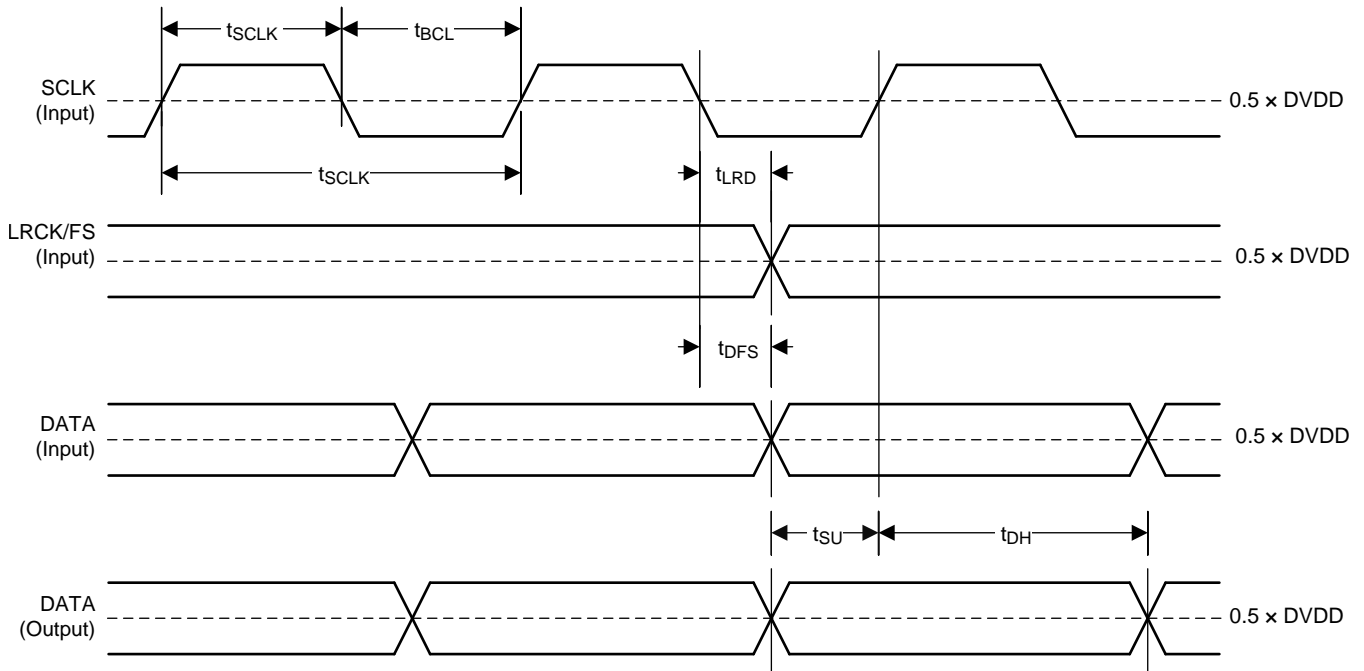 tSCLK
tBCL
SCLK
(Input)
0.5 × DVDD
tSCLK
tLRD
LRCK/FS
(Input)
0.5 × DVDD
tDFS
DATA
(Input)
0.5 × DVDD
tSU
tDH
DATA
(Output)
0.5 × DVDD